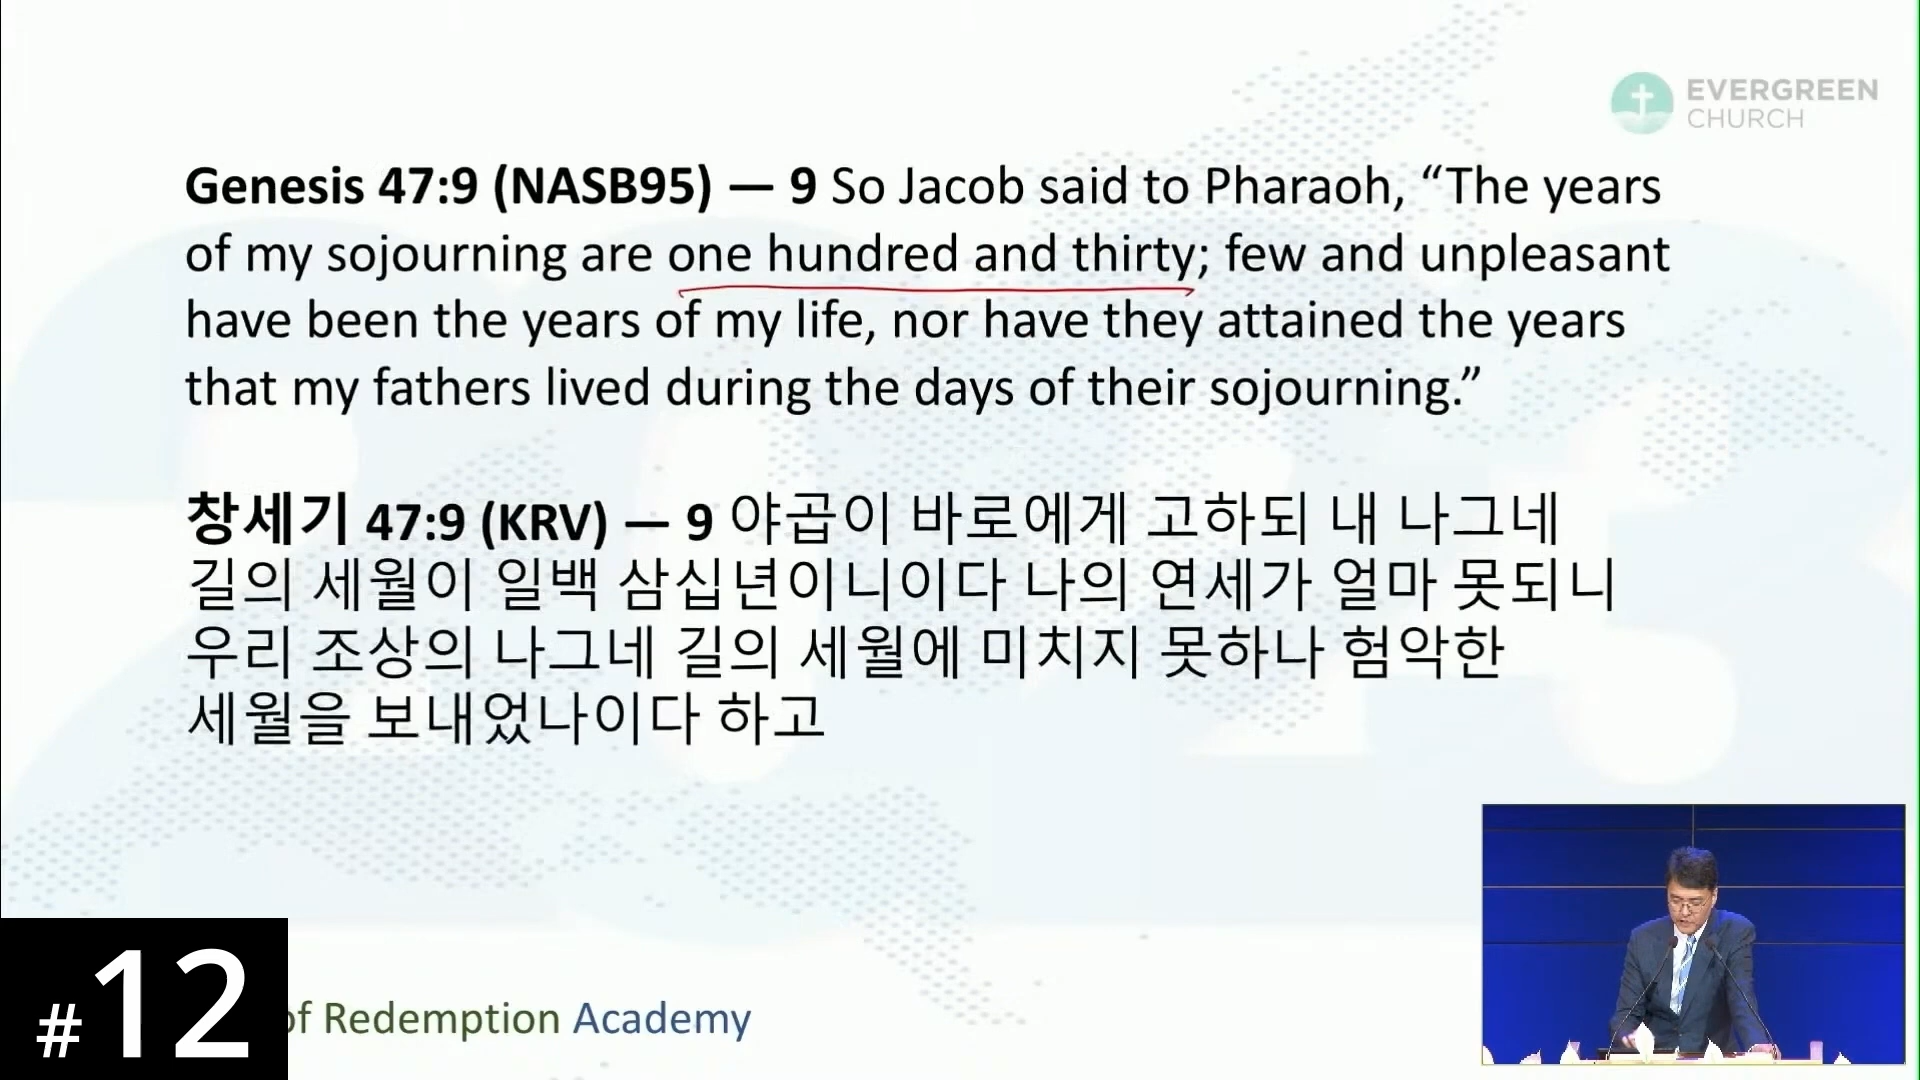 EVERGREEN
CHURCH
Genesis 47:9 (NASB95) — 9 So Jacob said to Pharaoh, “The years
of my sojourning are one hundred and thirty; few and unpleasant
have been the years of my life, nor have they attained the years
that my fathers lived during the days of their sojourning.”
창세기 47:9 (KRV) — 9 야곱이 바로에게 고하되 내 나그네
길의 세월이 일백 삼십년이니이다 나의 연세가 얼마 못되니
우리 조상의 나그네 길의 세월에 미치지 못하나 험악한
세월을 보내었나이다 하고
#12
of Redemption Academy